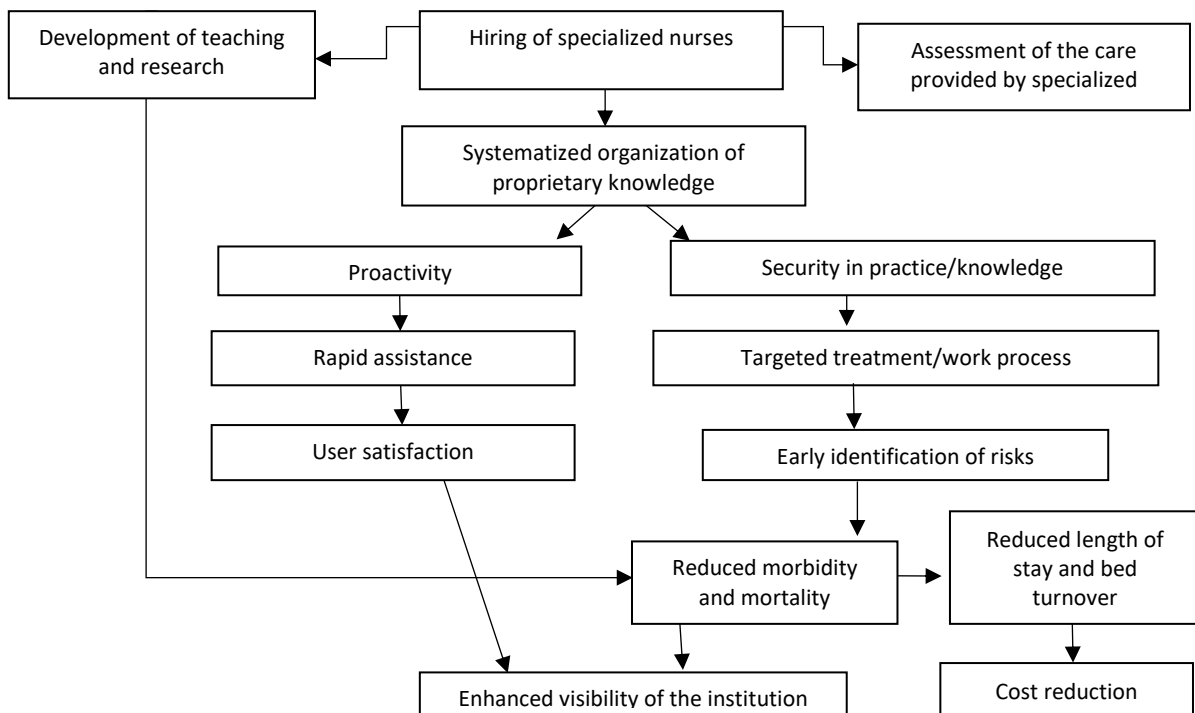 Development of teaching
and research
Hiring of specialized nurses
Assessment of the care
provided by specialized
Systematized organization of
proprietary knowledge
Proactivity
Security in practice/knowledge
Rapid assistance
Targeted treatment/work process
User satisfaction
Early identification of risks
Reduced morbidity
and mortality
Reduced length of
stay and bed
turnover
Enhanced visibility of the institution
Cost reduction